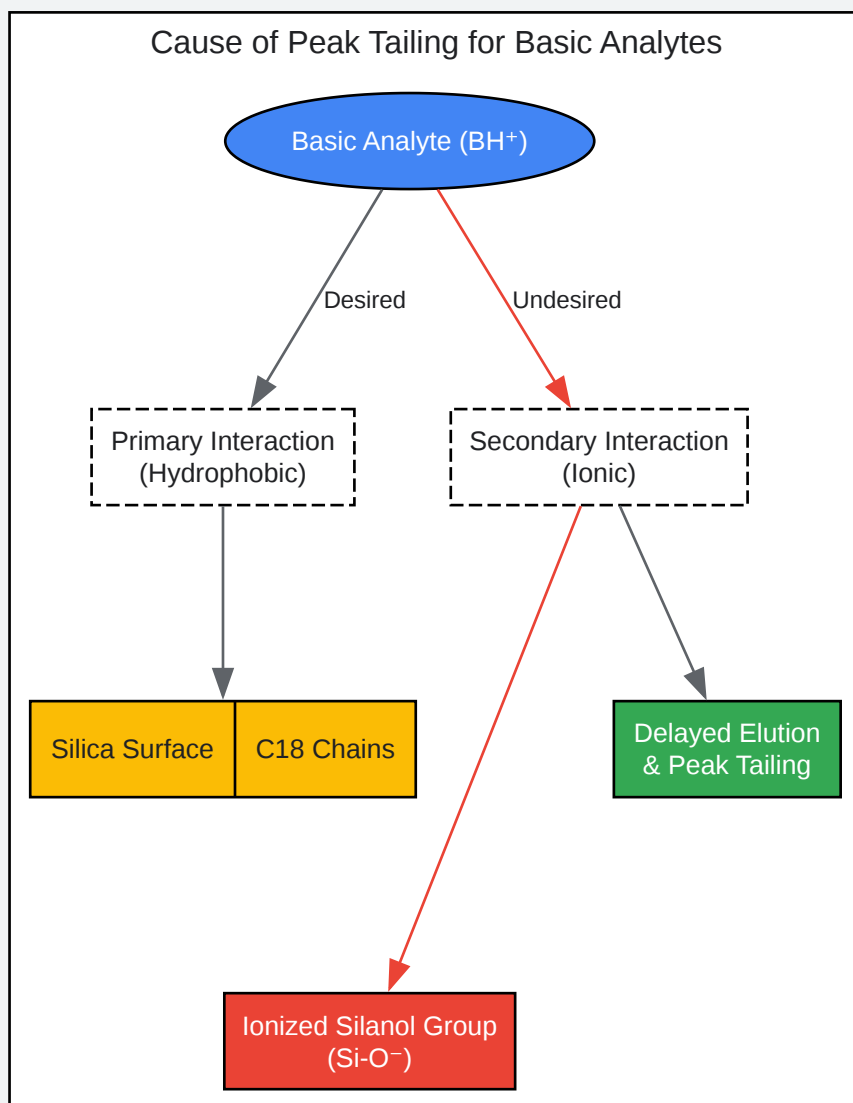 Cause of Peak Tailing for Basic Analytes
Basic Analyte (BH⁺)
Desired
Undesired
Primary Interaction
(Hydrophobic)
Secondary Interaction
(Ionic)
Silica Surface
C18 Chains
Delayed Elution
& Peak Tailing
Ionized Silanol Group
(Si-O⁻)